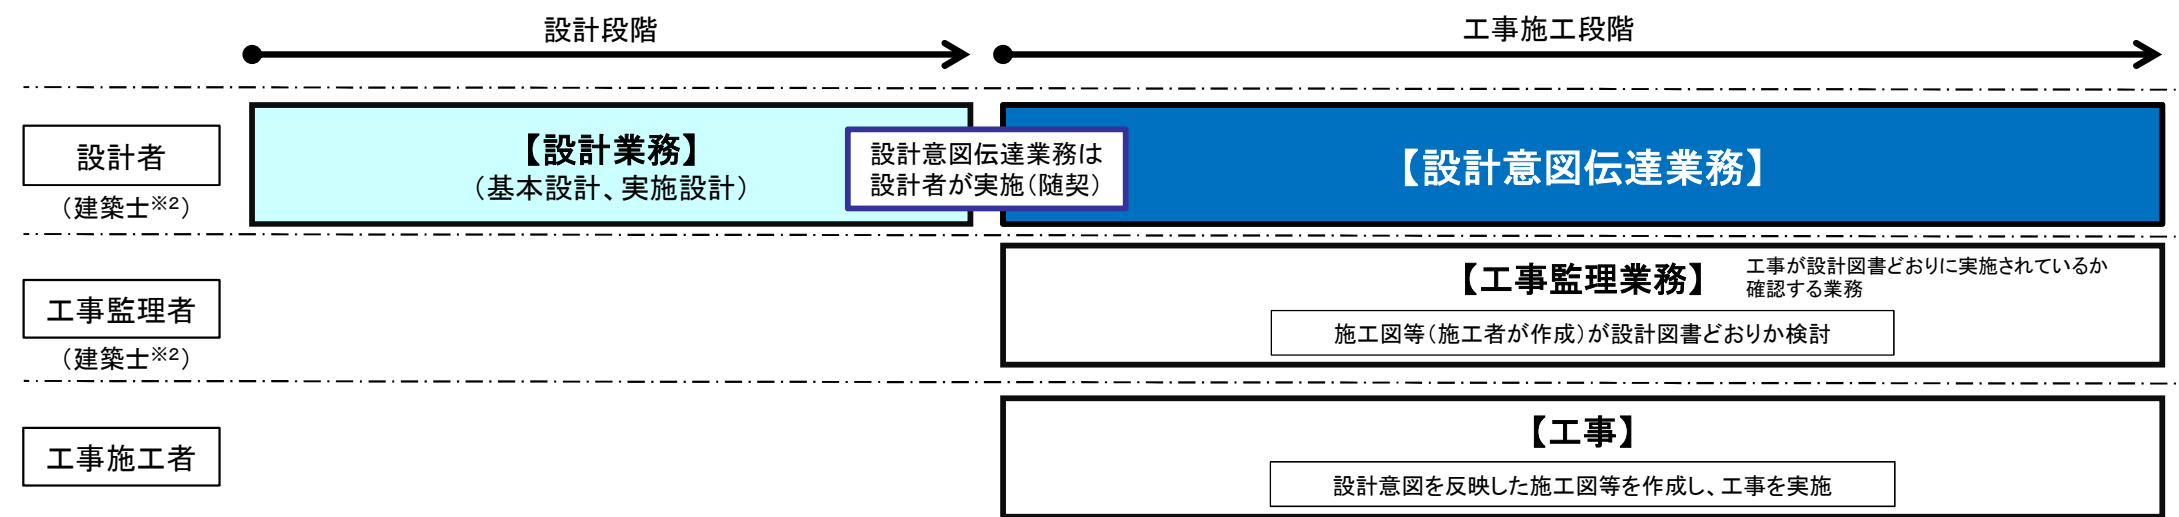 設計段階
工事施工段階
設計者
（建築士※2）
【設計業務】
（基本設計、実施設計）
設計意図伝達業務は
設計者が実施（随契）
【設計意図伝達業務】
工事監理者
（建築士※2）
【工事監理業務】
工事が設計図書どおりに実施されているか
確認する業務
施工図等（施工者が作成）が設計図書どおりか検討
工事施工者
【工事】
設計意図を反映した施工図等を作成し、工事を実施